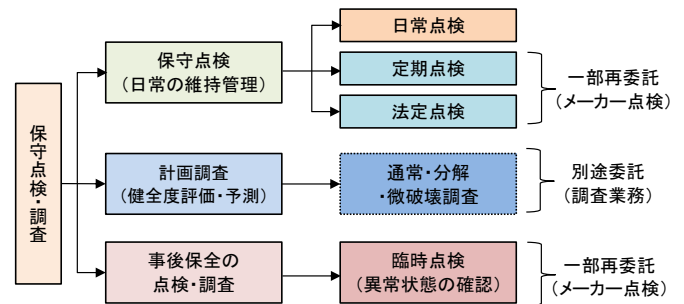 保守点検・調査
保守点検
（日常の維持管理）
日常点検
定期点検
法定点検
一部再委託
（メーカー点検）
計画調査
（健全度評価・予測）
通常・分解
・微破壊調査
別途委託
（調査業務）
事後保全の
点検・調査
臨時点検
（異常状態の確認）
一部再委託
（メーカー点検）